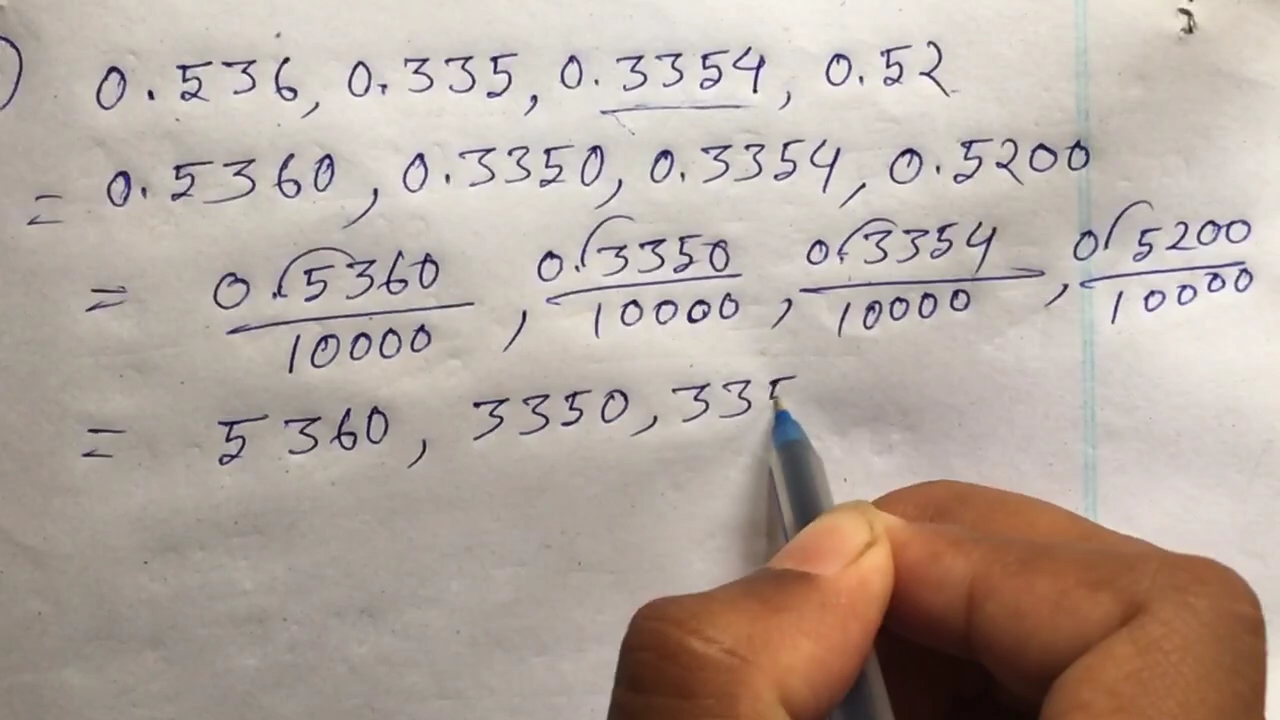 ) 0.536, 0.335, 0.3354, 0.52
= 0.5360, 0.3350, 0.3354, 0.5200
= 0.5360/10000, 0.3350/10000, 0.3354/10000, 0.5200/10000
= 5360, 3350, 335